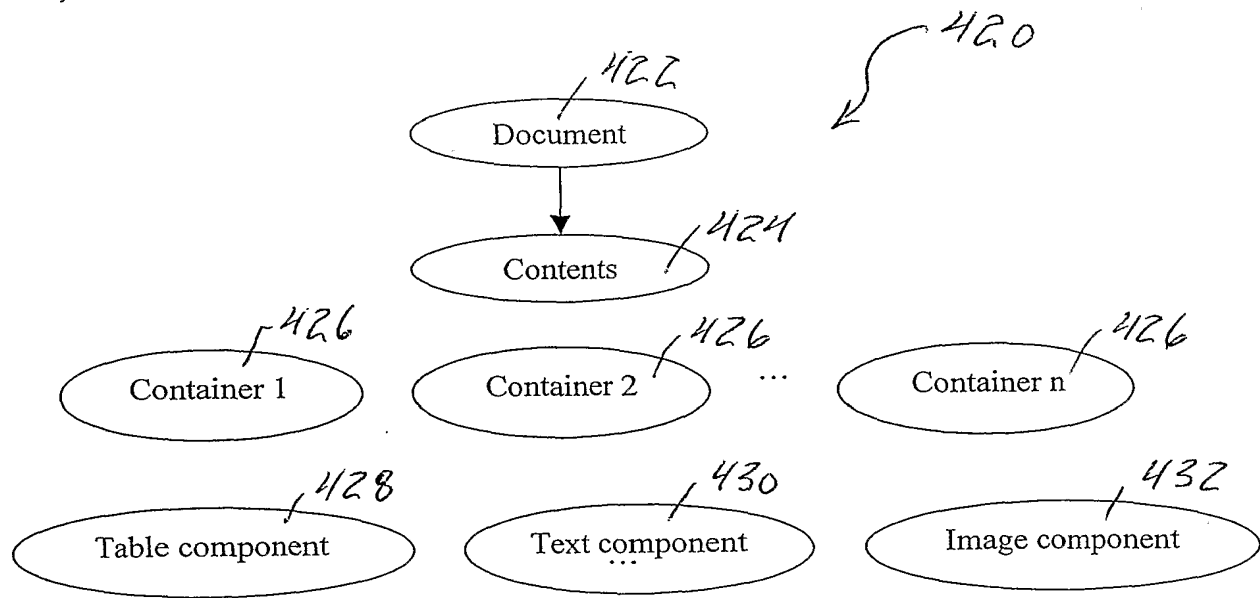 420
422
Document
424
Contents
426 426 426
Container 1 Container 2 ... Container n
428 430 432
Table component Text component Image component
...